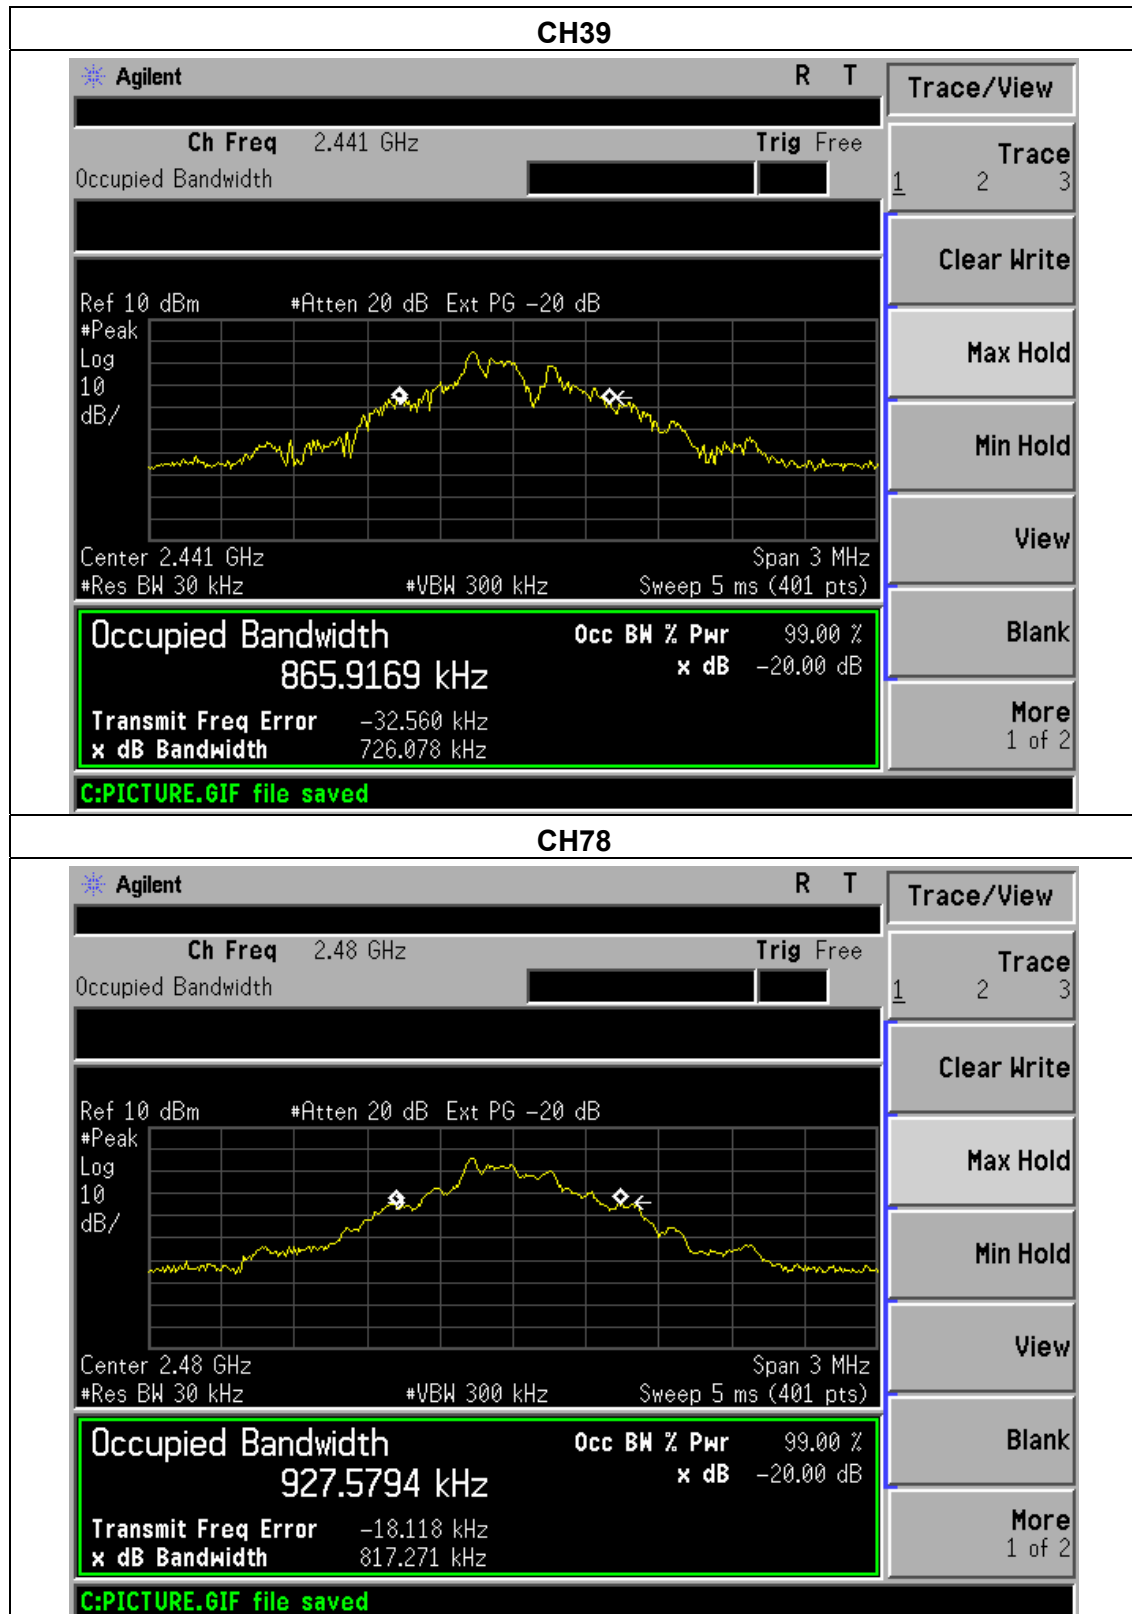 CH39
Agilent R T Trace/View
Ch Freq 2.441 GHz Trig Free
Occupied Bandwidth
Trace
1 2 3
Clear Write
Max Hold
Min Hold
View
Blank
More
1 of 2
Ref 10 dBm #Atten 20 dB Ext PG -20 dB
#Peak
Log
10
dB/
Center 2.441 GHz Span 3 MHz
#Res BW 30 kHz #VBW 300 kHz Sweep 5 ms (401 pts)
Occupied Bandwidth Occ BW % Pwr 99.00 %
865.9169 kHz x dB -20.00 dB
Transmit Freq Error -32.560 kHz
x dB Bandwidth 726.078 kHz
C:PICTURE.GIF file saved
CH78
Agilent R T Trace/View
Ch Freq 2.48 GHz Trig Free
Occupied Bandwidth
Trace
1 2 3
Clear Write
Max Hold
Min Hold
View
Blank
More
1 of 2
Ref 10 dBm #Atten 20 dB Ext PG -20 dB
#Peak
Log
10
dB/
Center 2.48 GHz Span 3 MHz
#Res BW 30 kHz #VBW 300 kHz Sweep 5 ms (401 pts)
Occupied Bandwidth Occ BW % Pwr 99.00 %
927.5794 kHz x dB -20.00 dB
Transmit Freq Error -18.118 kHz
x dB Bandwidth 817.271 kHz
C:PICTURE.GIF file saved